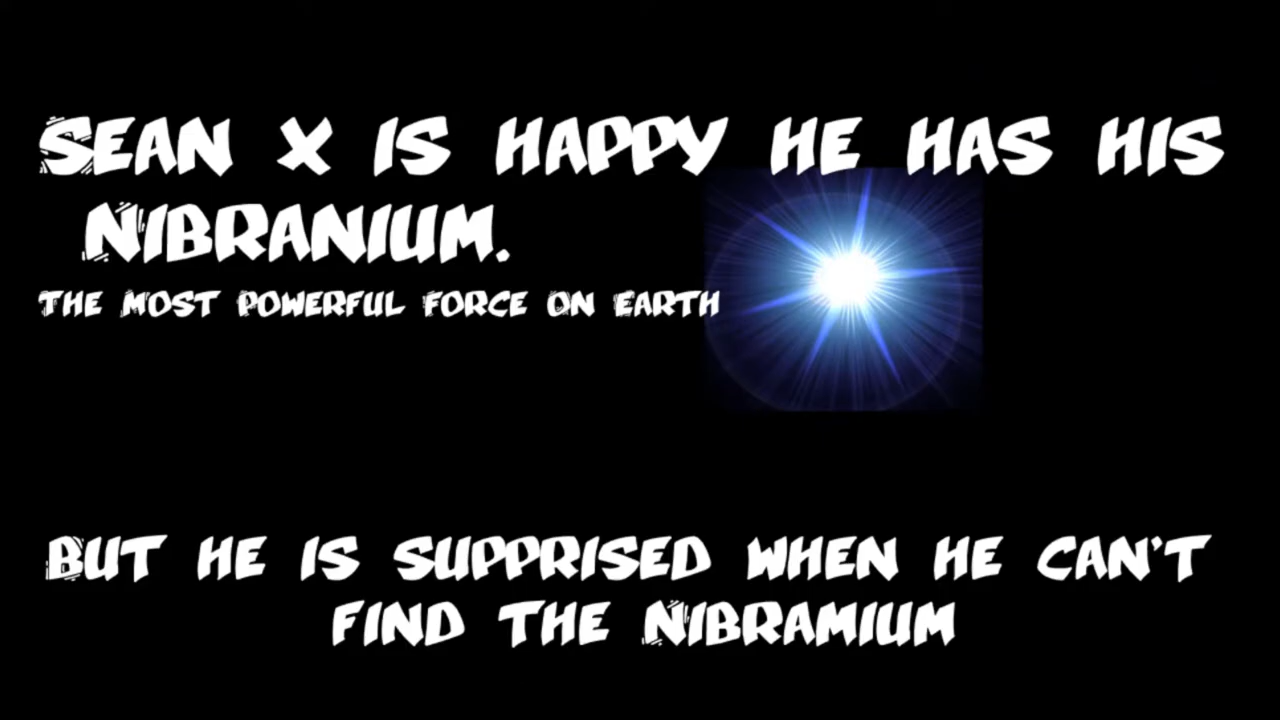 Sean X is happy he has his
Nibranium.
The most powerful force on Earth
But he is supprised when he can't
find the Nibramium